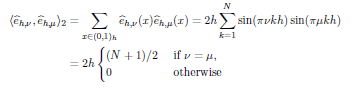 ⟨ê_{h,ν}, ê_{h,μ}⟩_2 = ∑_{x∈(0,1)_h} ê_{h,ν}(x)ê_{h,μ}(x) = 2h ∑_{k=1}^{N} sin(πνkh) sin(πμkh)
= 2h { (N + 1)/2 if ν = μ,
0 otherwise